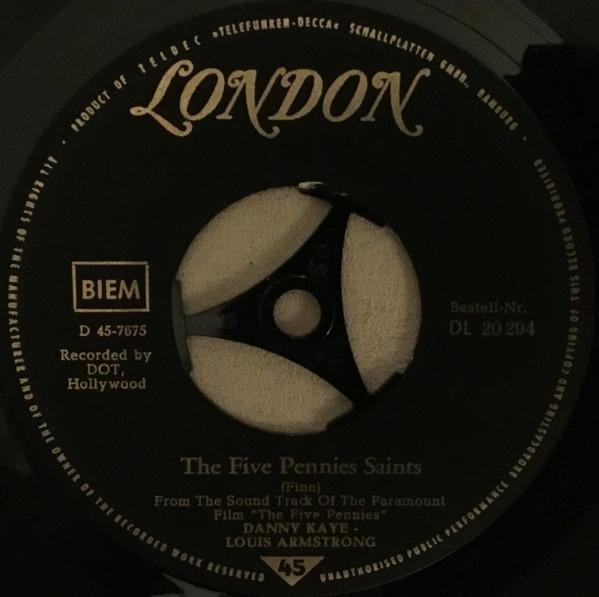 · PRODUCT OF TELDEC »TELEFUNKEN-DECCA« SCHALLPLATTEN GMBH., HAMBURG ·
LONDON
BIEM
D 45-7675
Recorded by
DOT,
Hollywood
Bestell-Nr.
DL 20 294
The Five Pennies Saints
(Fine)
From The Sound Track Of The Paramount
Film "The Five Pennies"
DANNY KAYE -
LOUIS ARMSTRONG
45
ALL RIGHTS OF THE MANUFACTURER AND OF THE OWNER OF THE RECORDED WORK RESERVED
UNAUTHORISED PUBLIC PERFORMANCE BROADCASTING AND COPYING OF THIS RECORD PROHIBITED